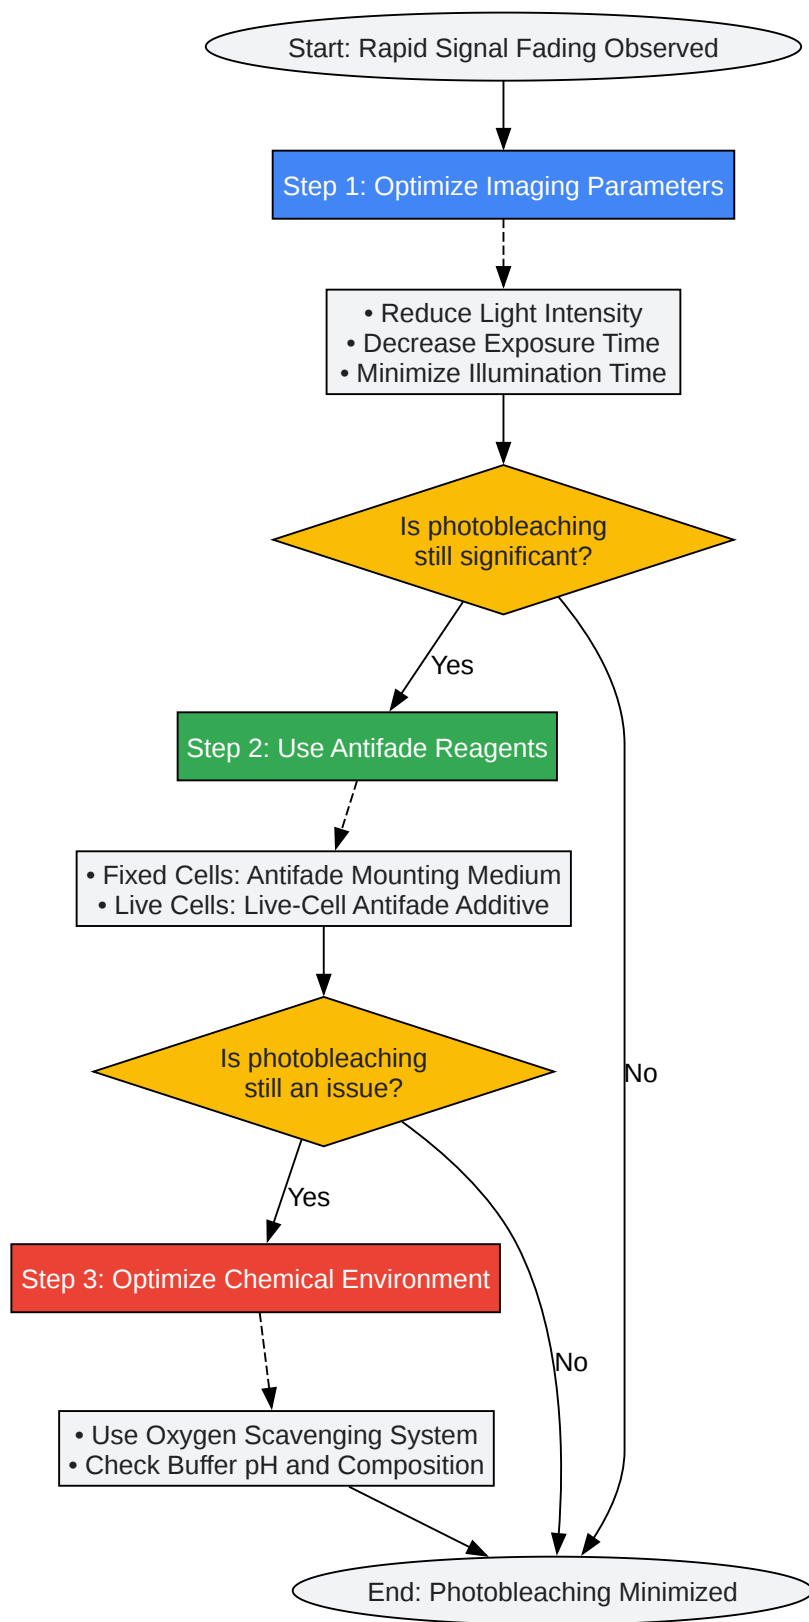 Start: Rapid Signal Fading Observed
Step 1: Optimize Imaging Parameters
• Reduce Light Intensity
• Decrease Exposure Time
• Minimize Illumination Time
Is photobleaching
still significant?
Yes
Step 2: Use Antifade Reagents
• Fixed Cells: Antifade Mounting Medium
• Live Cells: Live-Cell Antifade Additive
Is photobleaching
still an issue?
No
Yes
Step 3: Optimize Chemical Environment
No
• Use Oxygen Scavenging System
• Check Buffer pH and Composition
End: Photobleaching Minimized